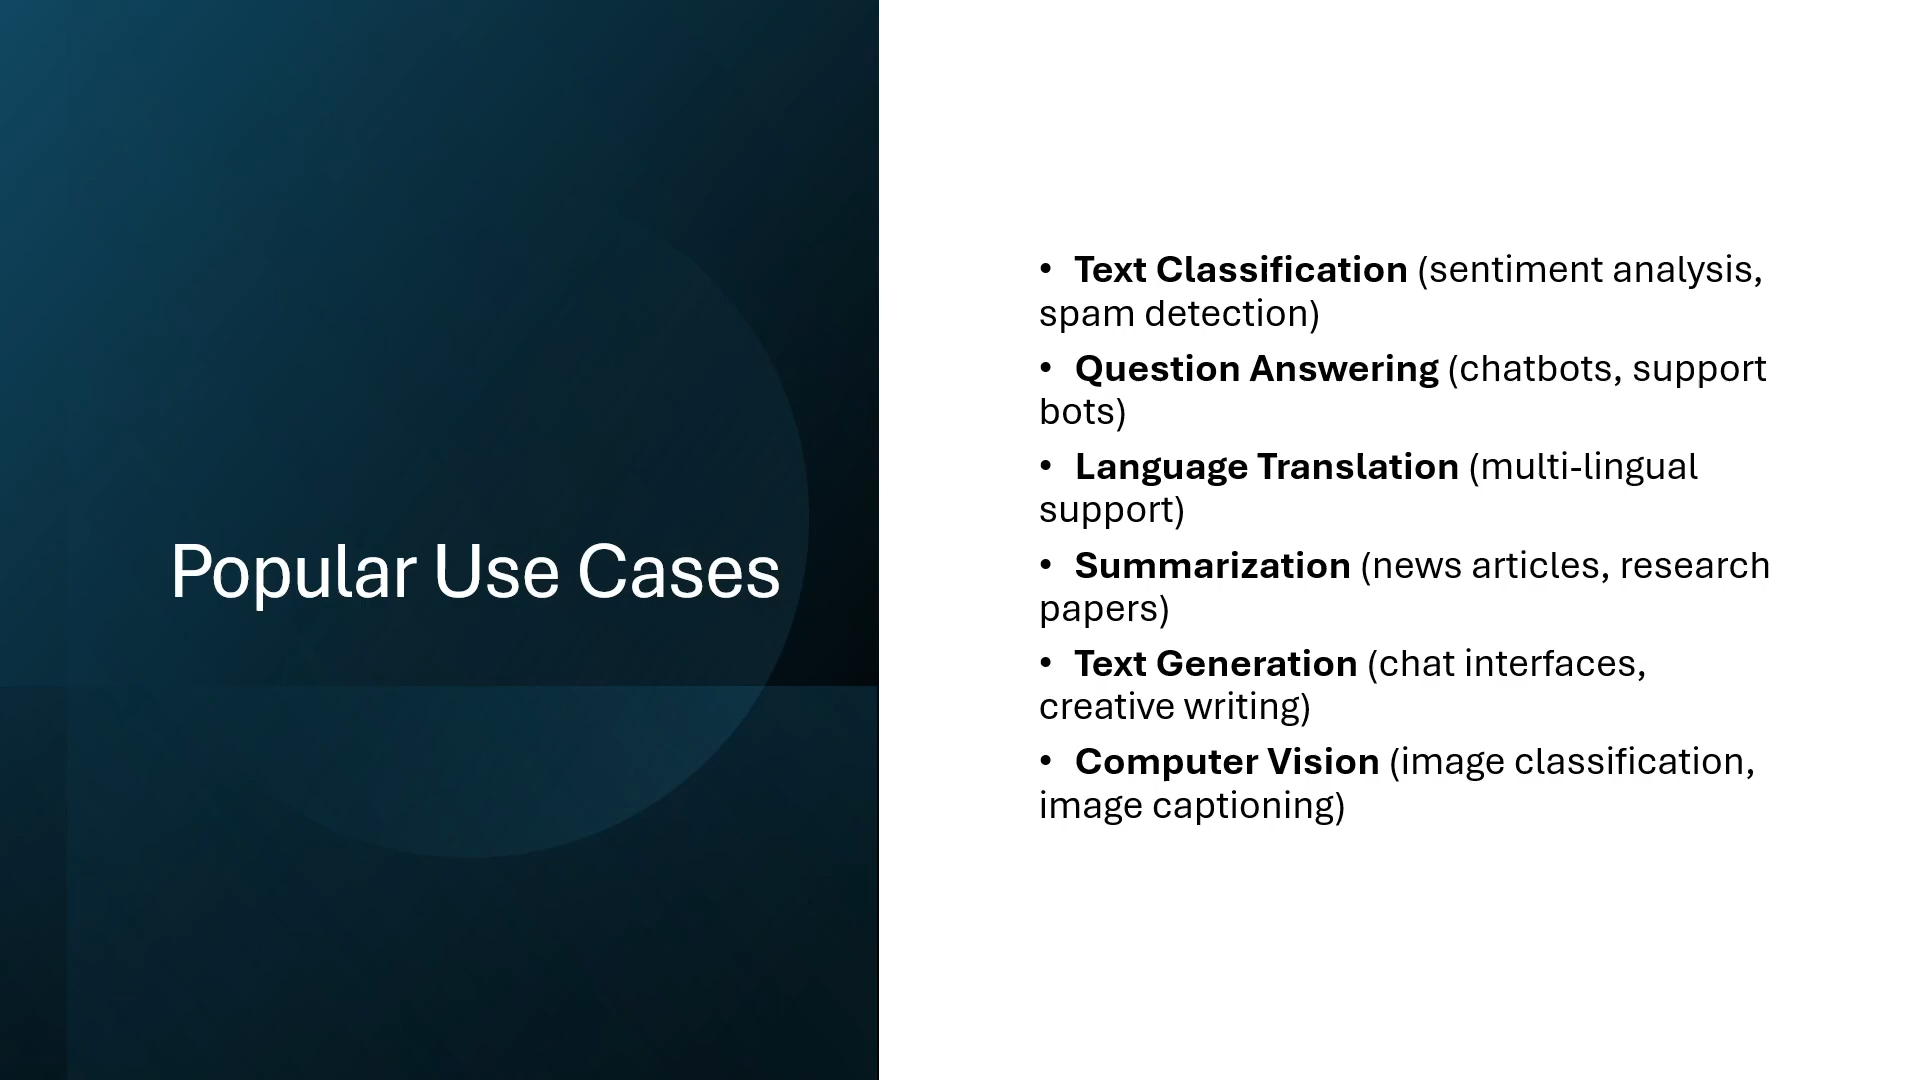 Popular Use Cases
• Text Classification (sentiment analysis,
spam detection)
• Question Answering (chatbots, support
bots)
• Language Translation (multi-lingual
support)
• Summarization (news articles, research
papers)
• Text Generation (chat interfaces,
creative writing)
• Computer Vision (image classification,
image captioning)